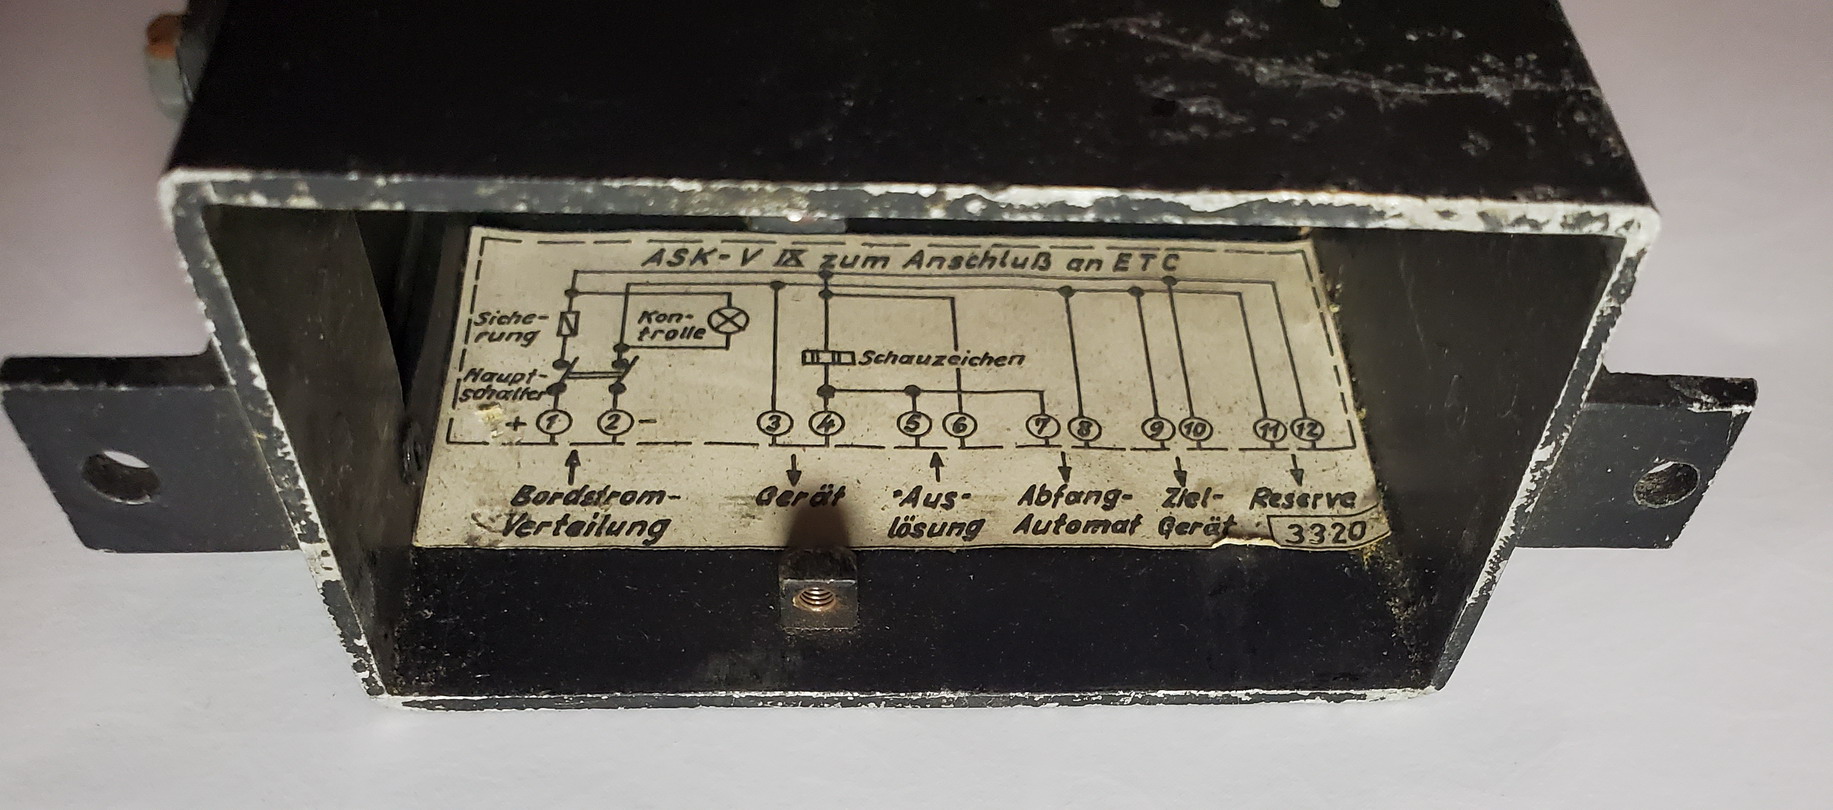 ASK-V IX zum Anschluß an ETC
Siche-
rung
Kon-
trolle
Schauzeichen
Haupt-
schalter
+ 1 2 - 3 4 5 6 7 8 9 10 11 12
Bordstrom-
Verteilung
Gerät
Aus-
lösung
Abfang-
Automat
Ziel-
Gerät
Reserve
3320